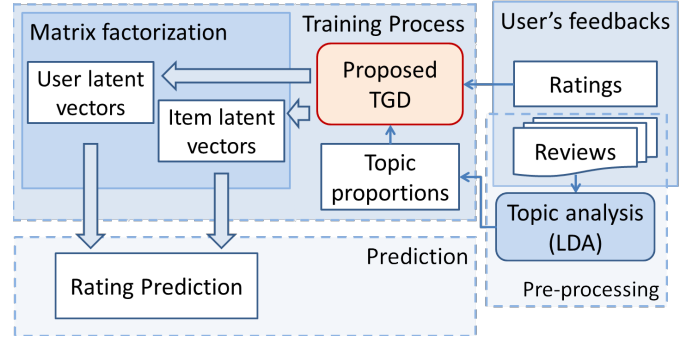 Matrix factorization
User latent
vectors
Item latent
vectors
Training Process
Proposed
TGD
Topic
proportions
User's feedbacks
Ratings
Reviews
Topic analysis
(LDA)
Pre-processing
Prediction
Rating Prediction